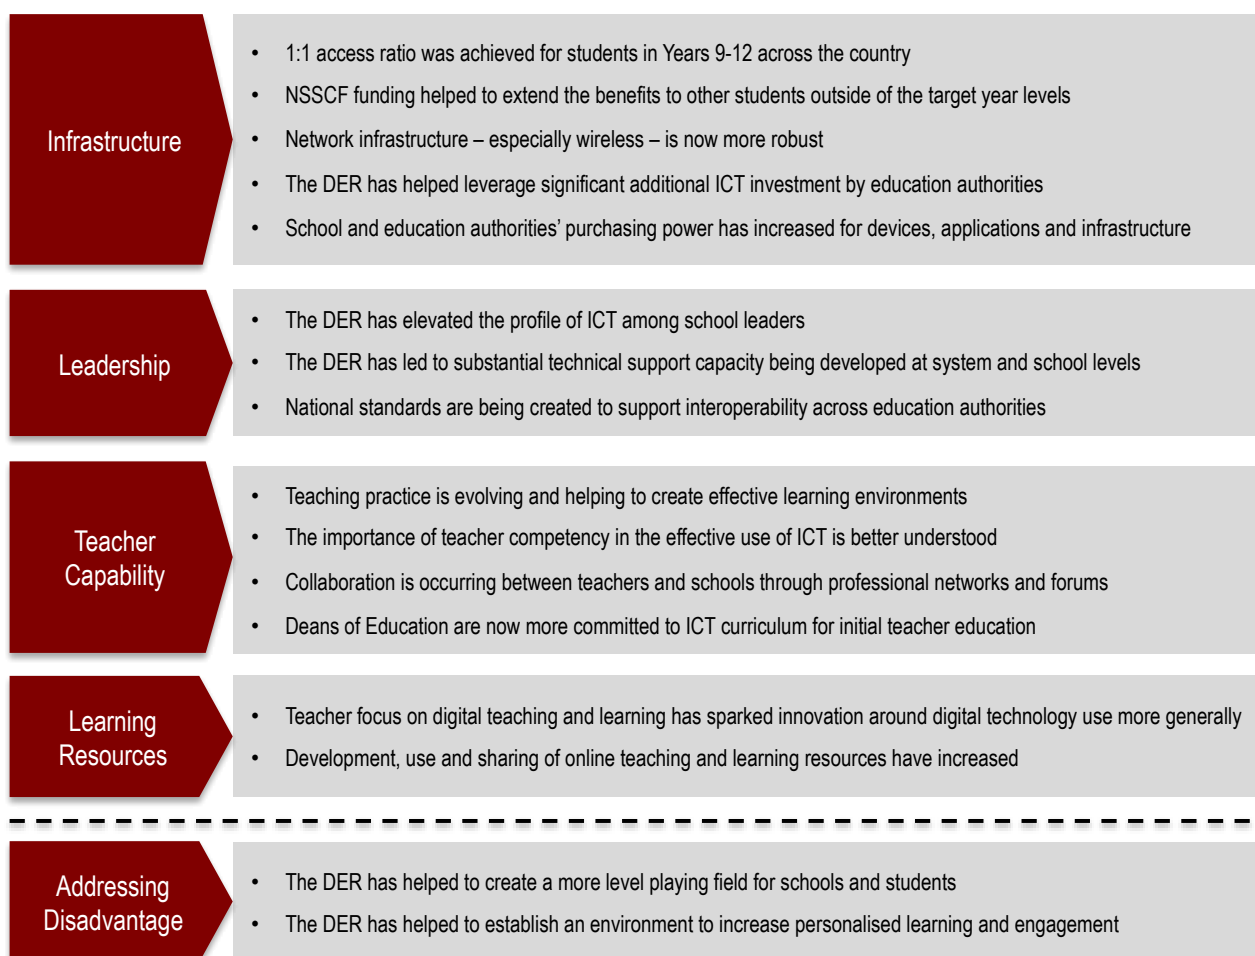 Infrastructure
• 1:1 access ratio was achieved for students in Years 9-12 across the country
• NSSCF funding helped to extend the benefits to other students outside of the target year levels
• Network infrastructure – especially wireless – is now more robust
• The DER has helped leverage significant additional ICT investment by education authorities
• School and education authorities’ purchasing power has increased for devices, applications and infrastructure
Leadership
• The DER has elevated the profile of ICT among school leaders
• The DER has led to substantial technical support capacity being developed at system and school levels
• National standards are being created to support interoperability across education authorities
Teacher
Capability
• Teaching practice is evolving and helping to create effective learning environments
• The importance of teacher competency in the effective use of ICT is better understood
• Collaboration is occurring between teachers and schools through professional networks and forums
• Deans of Education are now more committed to ICT curriculum for initial teacher education
Learning
Resources
• Teacher focus on digital teaching and learning has sparked innovation around digital technology use more generally
• Development, use and sharing of online teaching and learning resources have increased
Addressing
Disadvantage
• The DER has helped to create a more level playing field for schools and students
• The DER has helped to establish an environment to increase personalised learning and engagement